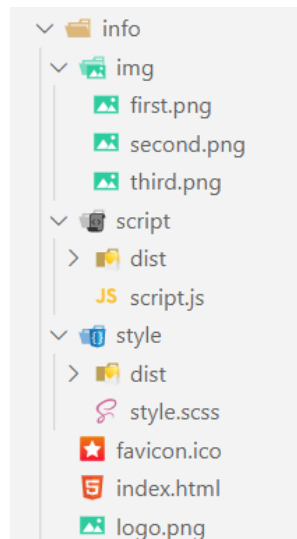 info
img
first.png
second.png
third.png
script
dist
JS script.js
style
dist
style.scss
favicon.ico
index.html
logo.png